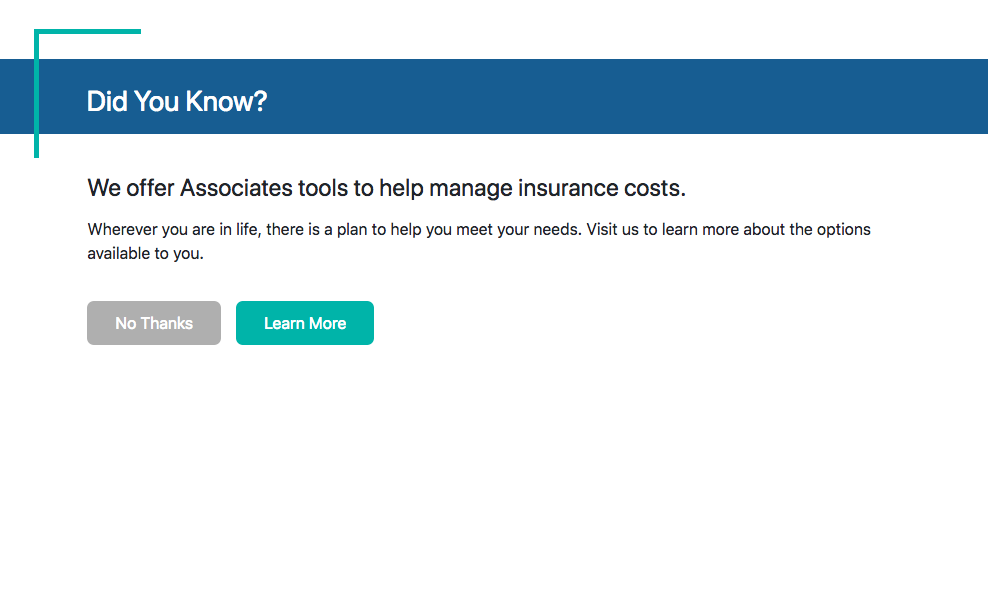 Did You Know?
We offer Associates tools to help manage insurance costs.
Wherever you are in life, there is a plan to help you meet your needs. Visit us to learn more about the options
available to you.
No Thanks
Learn More